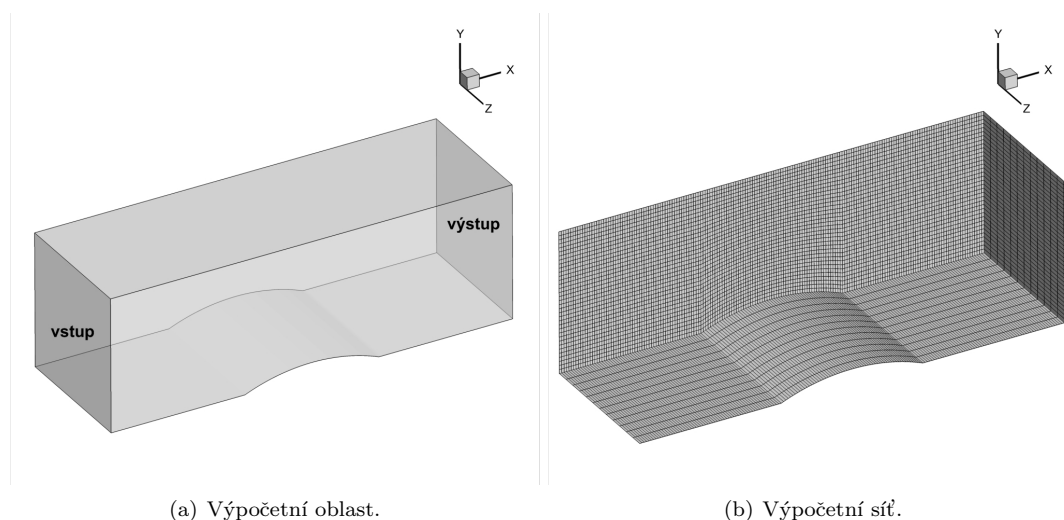 Y
X
Z
vstup
výstup
(a) Výpočetní oblast.
Y
X
Z
(b) Výpočetní síť.